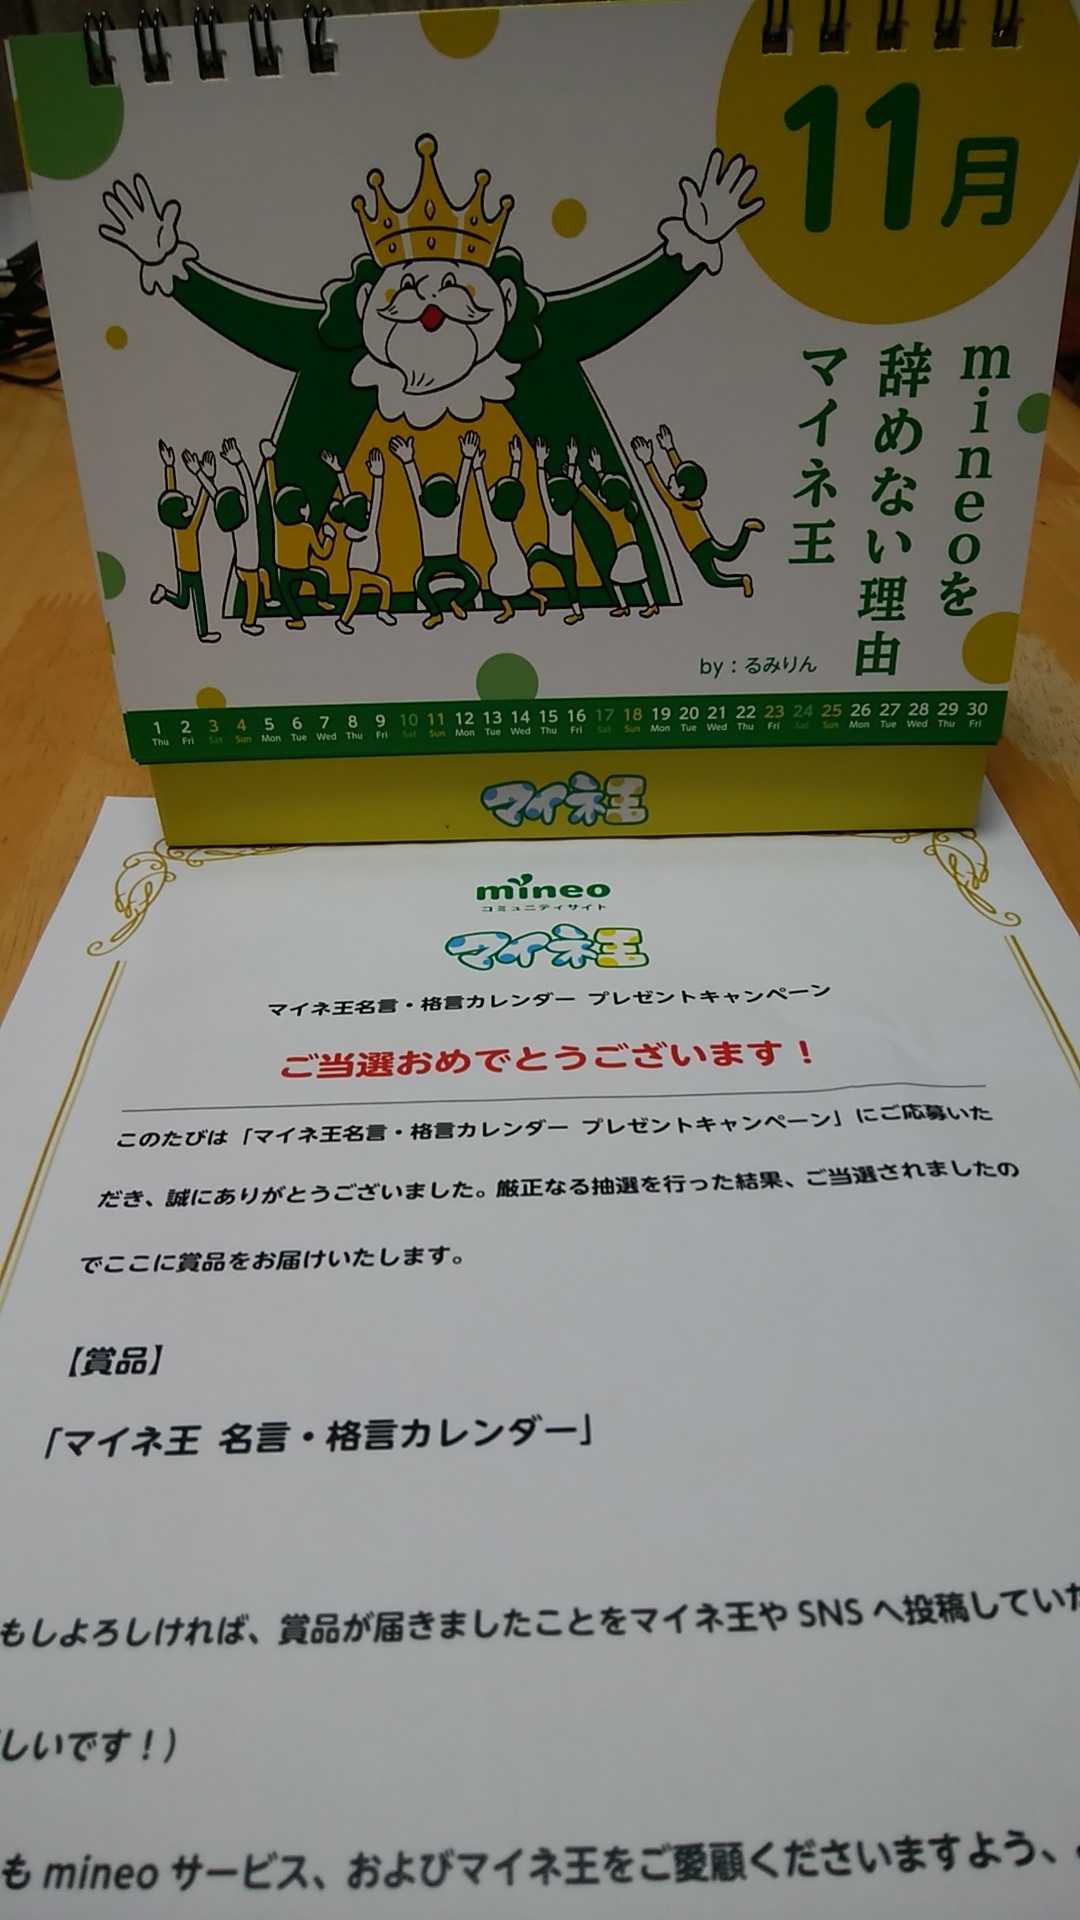 11月
mineoを
辞めない理由
マイネ王
by：るみりん
1 2 3 4 5 6 7 8 9 10 11 12 13 14 15 16 17 18 19 20 21 22 23 24 25 26 27 28 29 30
Thu Fri Sat Sun Mon Tue Wed Thu Fri Sat Sun Mon Tue Wed Thu Fri Sat Sun Mon Tue Wed Thu Fri Sat Sun Mon Tue Wed Thu Fri
マイネ王
mineo
コミュニティサイト
マイネ王
マイネ王名言・格言カレンダー プレゼントキャンペーン
ご当選おめでとうございます！
このたびは「マイネ王名言・格言カレンダー プレゼントキャンペーン」にご応募いた
だき、誠にありがとうございました。厳正なる抽選を行った結果、ご当選されましたの
でここに賞品をお届けいたします。
【賞品】
「マイネ王 名言・格言カレンダー」
もしよろしければ、賞品が届きましたことをマイネ王や SNS へ投稿していた
しいです！）
も mineo サービス、およびマイネ王をご愛顧くださいますよう、